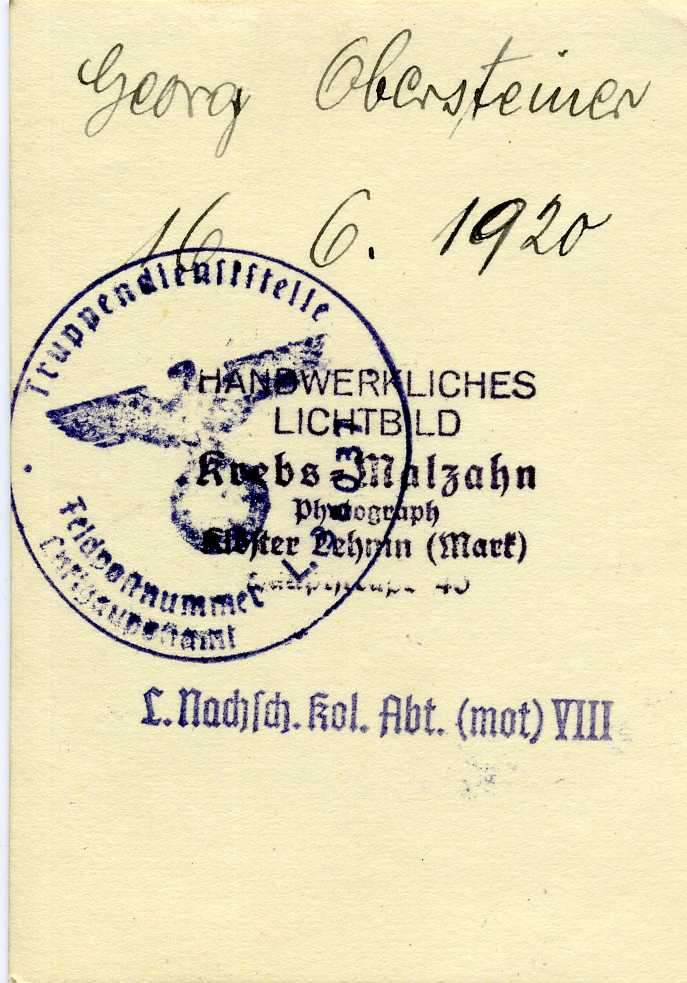 Georg Obersteiner
16 6. 1920
Truppendienststelle
HANDWERKLICHES
LICHTBILD
Krebs-Malzahn
Photograph
Kloster Lehnin (Mark)
Feldpostnummer L
Luftgaupostamt
L. Nachsch. Kol. Abt. (mot) VIII